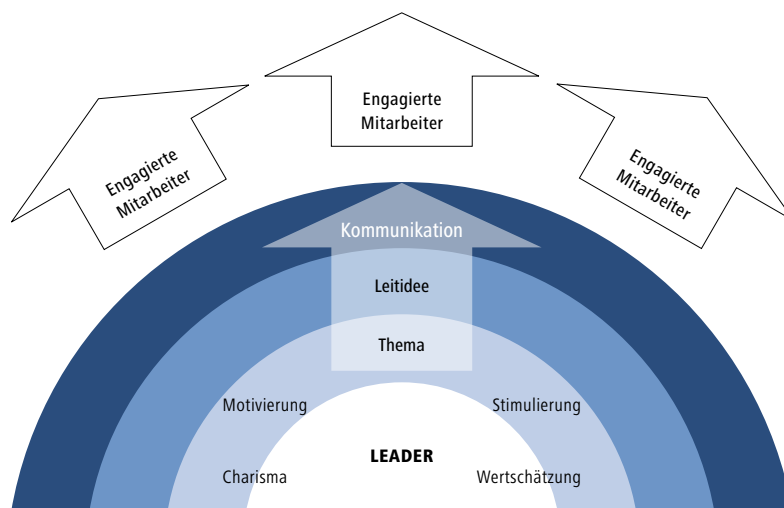 Engagierte
Mitarbeiter
Engagierte
Mitarbeiter
Engagierte
Mitarbeiter
Kommunikation
Leitidee
Thema
Motivierung
Stimulierung
LEADER
Charisma
Wertschätzung